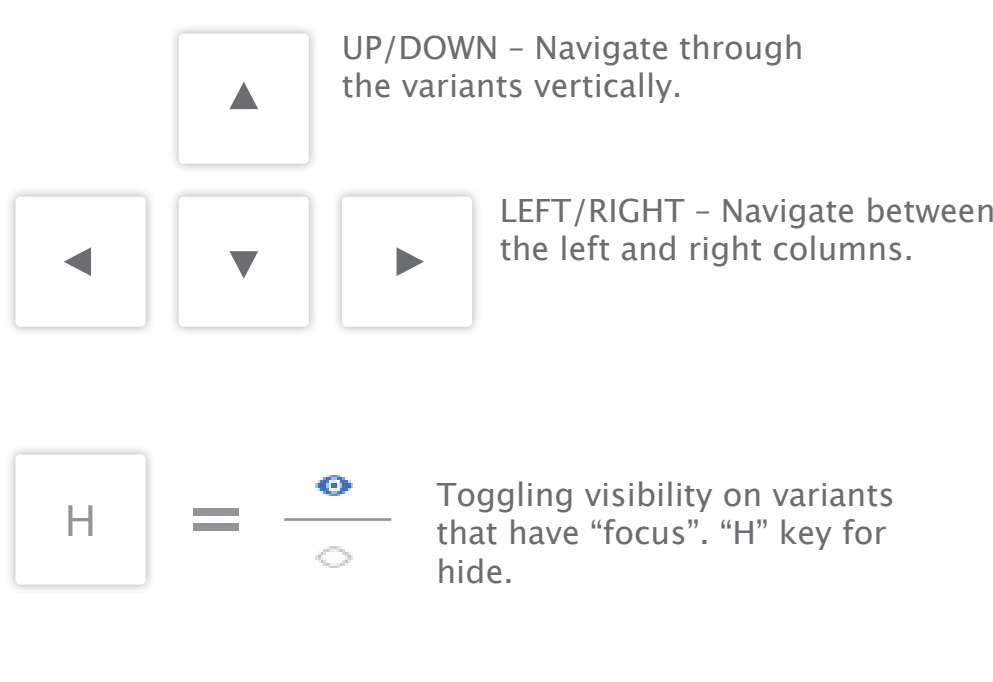 UP/DOWN – Navigate through
the variants vertically.
LEFT/RIGHT – Navigate between
the left and right columns.
H
Toggling visibility on variants
that have “focus”. “H” key for
hide.